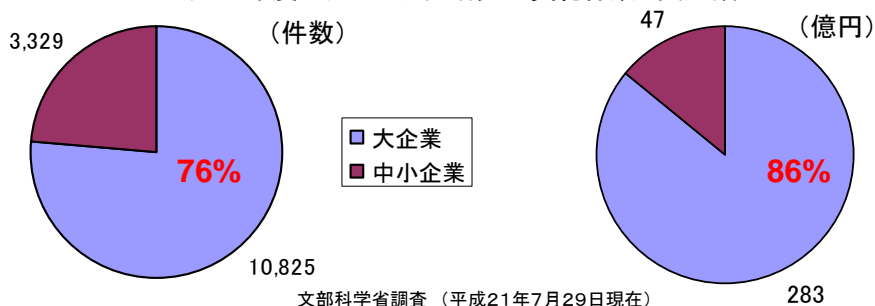 3,329
(件数)
47
(億円)
大企業
中小企業
76%
86%
10,825
283
文部科学省調査 (平成21年7月29日現在)